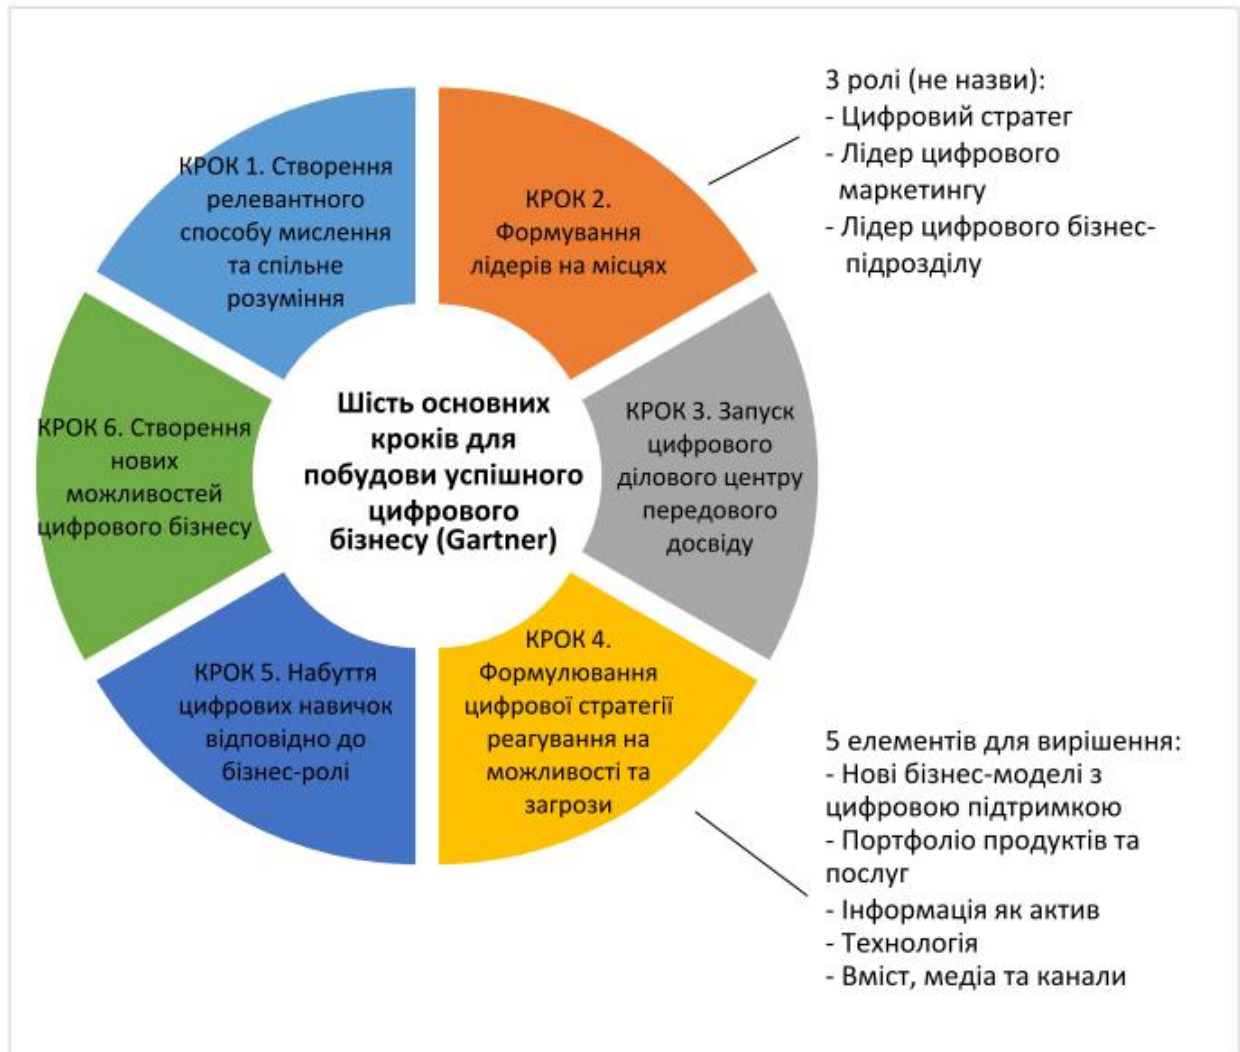 КРОК 1. Створення
релевантного
способу мислення
та спільне
розуміння
КРОК 2.
Формування
лідерів на місцях
3 ролі (не назви):
- Цифровий стратег
- Лідер цифрового
маркетингу
- Лідер цифрового бізнес-
підрозділу
КРОК 3. Запуск
цифрового
ділового центру
передового
досвіду
КРОК 4.
Формулювання
цифрової стратегії
реагування на
можливості та
загрози
5 елементів для вирішення:
- Нові бізнес-моделі з
цифровою підтримкою
- Портфоліо продуктів та
послуг
- Інформація як актив
- Технологія
- Вміст, медіа та канали
КРОК 5. Набуття
цифрових навичок
відповідно до
бізнес-ролі
КРОК 6. Створення
нових
можливостей
цифрового бізнесу
Шість основних
кроків для
побудови успішного
цифрового
бізнесу (Gartner)